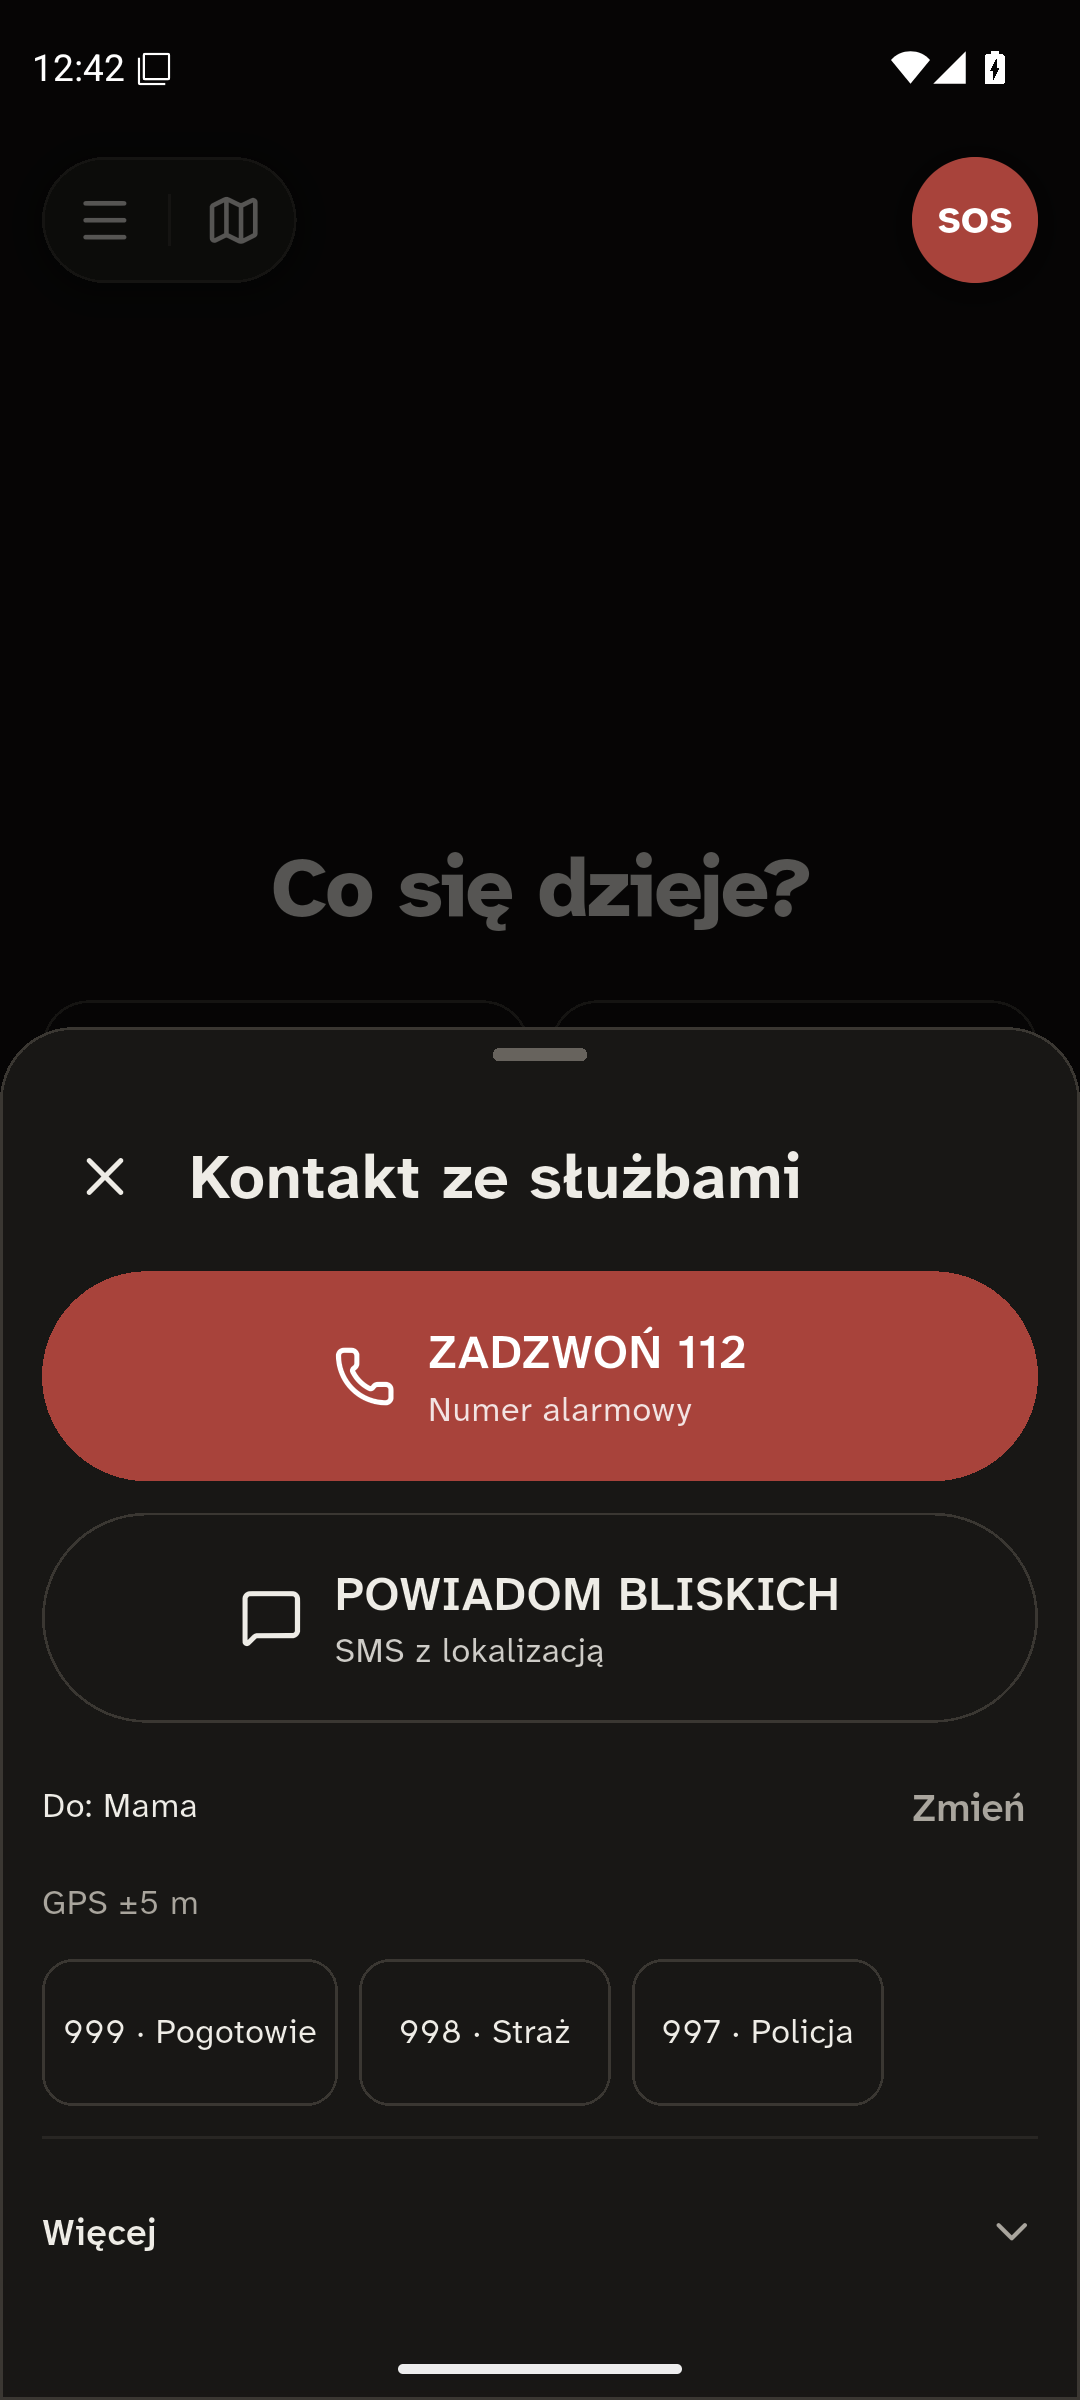 12:42
SOS
Co się dzieje?
Kontakt ze służbami
ZADZWOŃ 112
Numer alarmowy
POWIADOM BLISKICH
SMS z lokalizacją
Do: Mama
Zmień
GPS ±5 m
999 · Pogotowie
998 · Straż
997 · Policja
Więcej